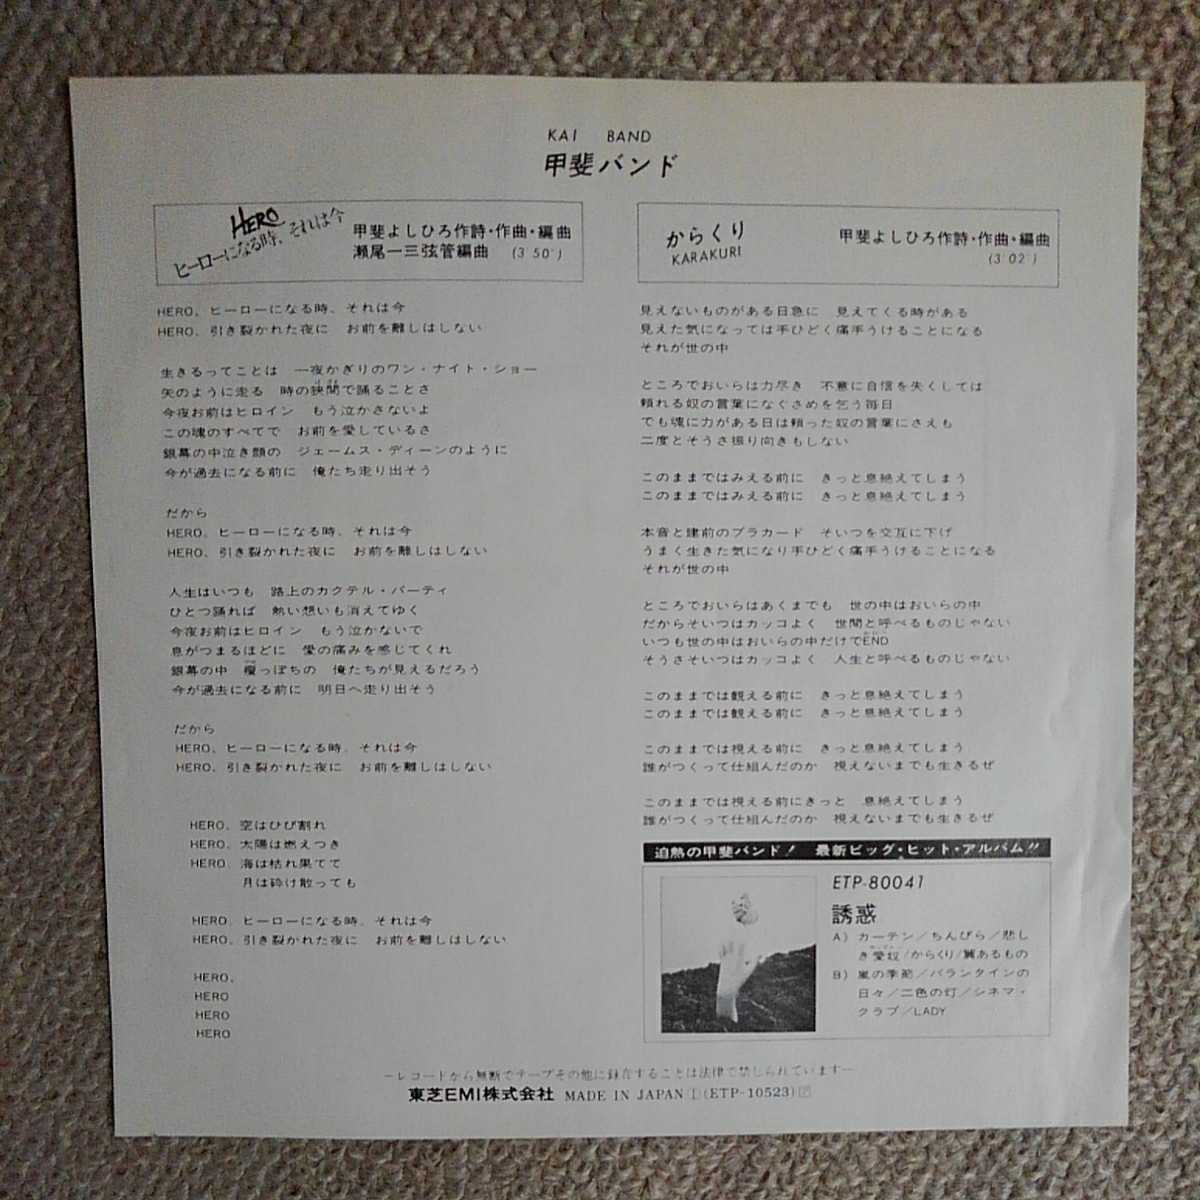 KAI BAND
甲斐バンド
HERO
ヒーローになる時、それは今
甲斐よしひろ作詩・作曲・編曲
瀬尾一三弦管編曲 (3'50")
HERO、ヒーローになる時、それは今
HERO、引き裂かれた夜に お前を離しはしない
生きるってことは 一夜かぎりのワン・ナイト・ショー
矢のように走る 時の狭間で踊ることさ
今夜お前はヒロイン もう泣かさないよ
この魂のすべてで お前を愛しているさ
銀幕の中泣き顔の ジェームス・ディーンのように
今が過去になる前に 俺たち走り出そう
だから
HERO、ヒーローになる時、それは今
HERO、引き裂かれた夜に お前を離しはしない
人生はいつも 路上のカクテル・パーティ
ひとつ踊れば 熱い想いも消えてゆく
今夜お前はヒロイン もう泣かないで
息がつまるほどに 愛の痛みを感じてくれ
銀幕の中 瘦っぽちの 俺たちが見えるだろう
今が過去になる前に 明日へ走り出そう
だから
HERO、ヒーローになる時、それは今
HERO、引き裂かれた夜に お前を離しはしない
HERO、空はひび割れ
HERO、太陽は燃えつき
HERO、海は枯れ果てて
月は砕け散っても
HERO、ヒーローになる時、それは今
HERO、引き裂かれた夜に お前を離しはしない
HERO、
HERO
HERO
HERO
からくり
KARAKURI
甲斐よしひろ作詩・作曲・編曲
(3'02")
見えないものがある日急に 見えてくる時がある
見えた気になっては手ひどく痛手うけることになる
それが世の中
ところでおいらは力尽き 不意に自信を失くしては
頼れる奴の言葉になぐさめを乞う毎日
でも魂に力がある日は頼った奴の言葉にさえも
二度とそうさ振り向きもしない
このままではみえる前に きっと息絶えてしまう
このままではみえる前に きっと息絶えてしまう
本音と建前のプラカード そいつを交互に下げ
うまく生きた気になり手ひどく痛手うけることになる
それが世の中
ところでおいらはあくまでも 世の中はおいらの中
だからそいつはカッコよく 世間と呼べるものじゃない
いつも世の中はおいらの中だけでEND
そうさそいつはカッコよく 人生と呼べるものじゃない
このままでは観える前に きっと息絶えてしまう
このままでは観える前に きっと息絶えてしまう
このままでは視える前に きっと息絶えてしまう
誰がつくって仕組んだのか 視えないまでも生きるぜ
このままでは視える前にきっと 息絶えてしまう
誰がつくって仕組んだのか 視えないまでも生きるぜ
迫熱の甲斐バンド! 最新ビッグ・ヒット・アルバム!!
ETP-80041
誘惑
A) カーテン/ちんぴら/悲し
き愛奴/からくり/翼あるもの
B) 嵐の季節/バランタインの
日々/二色の灯/シネマ・
クラブ/LADY
—レコードから無断でテープその他に録音することは法律で禁じられています—
東芝EMI株式会社 MADE IN JAPAN Ⓛ (ETP-10523) Ⓟ